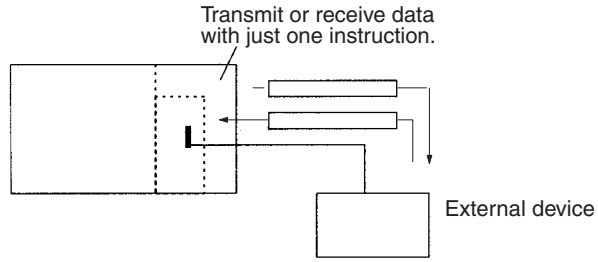 Transmit or receive data
with just one instruction.
External device